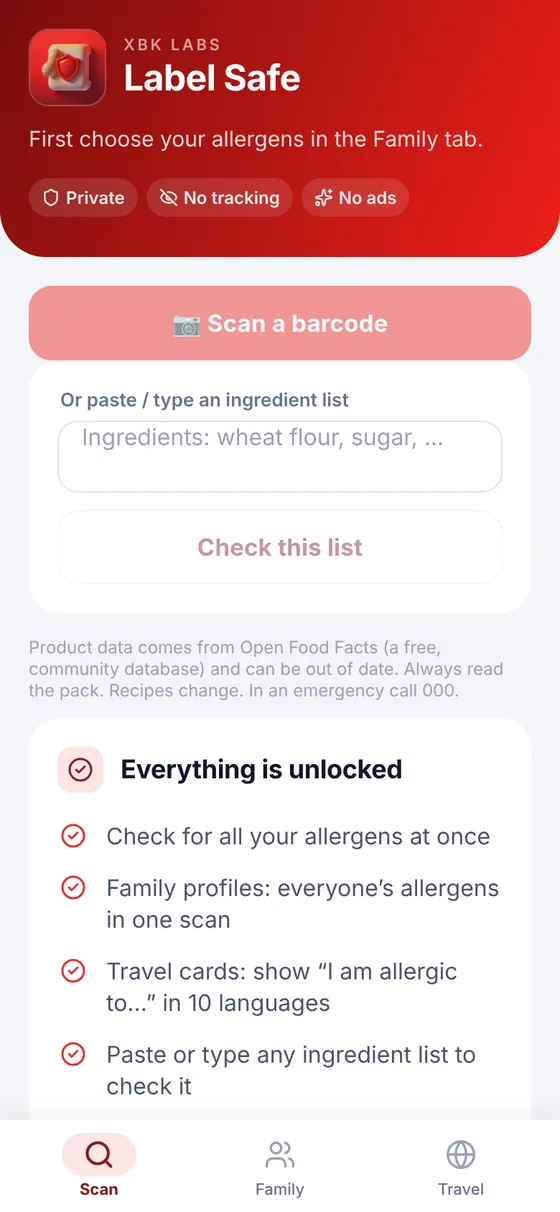 XBK LABS
Label Safe
First choose your allergens in the Family tab.
Private
No tracking
No ads
📷 Scan a barcode
Or paste / type an ingredient list
Ingredients: wheat flour, sugar, ...
Check this list
Product data comes from Open Food Facts (a free,
community database) and can be out of date. Always read
the pack. Recipes change. In an emergency call 000.
Everything is unlocked
Check for all your allergens at once
Family profiles: everyone’s allergens
in one scan
Travel cards: show “I am allergic
to…” in 10 languages
Paste or type any ingredient list to
check it
Scan
Family
Travel